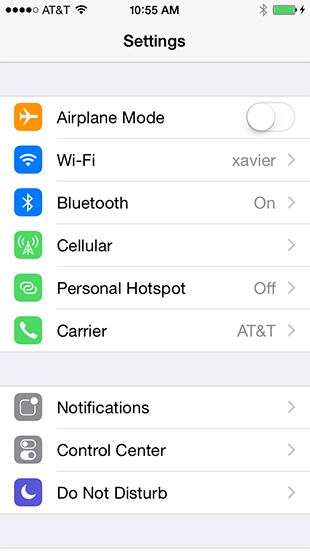 AT&T 10:55 AM
Settings
Airplane Mode
Wi-Fi xavier
Bluetooth On
Cellular
Personal Hotspot Off
Carrier AT&T
Notifications
Control Center
Do Not Disturb